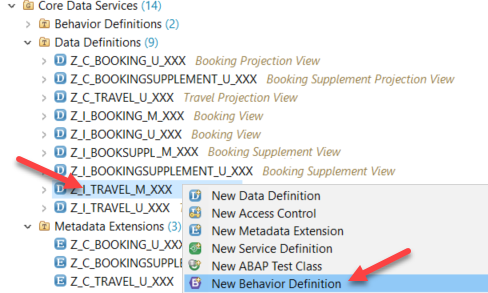 Core Data Services (14)
Behavior Definitions (2)
Data Definitions (9)
Z_C_BOOKING_U_XXX Booking Projection View
Z_C_BOOKINGSUPPLEMENT_U_XXX Booking Supplement Projection View
Z_C_TRAVEL_U_XXX Travel Projection View
Z_I_BOOKING_M_XXX Booking View
Z_I_BOOKING_U_XXX Booking View
Z_I_BOOKSUPPL_M_XXX Booking Supplement View
Z_I_BOOKINGSUPPLEMENT_U_XXX Booking Supplement View
Z_I_TRAVEL_M_XXX
Z_I_TRAVEL_U_XXX
Metadata Extensions (3)
Z_C_BOOKING_U_XX
Z_C_BOOKINGSUPPLE
Z_C_TRAVEL_U_XXX
New Data Definition
New Access Control
New Metadata Extension
New Service Definition
New ABAP Test Class
New Behavior Definition